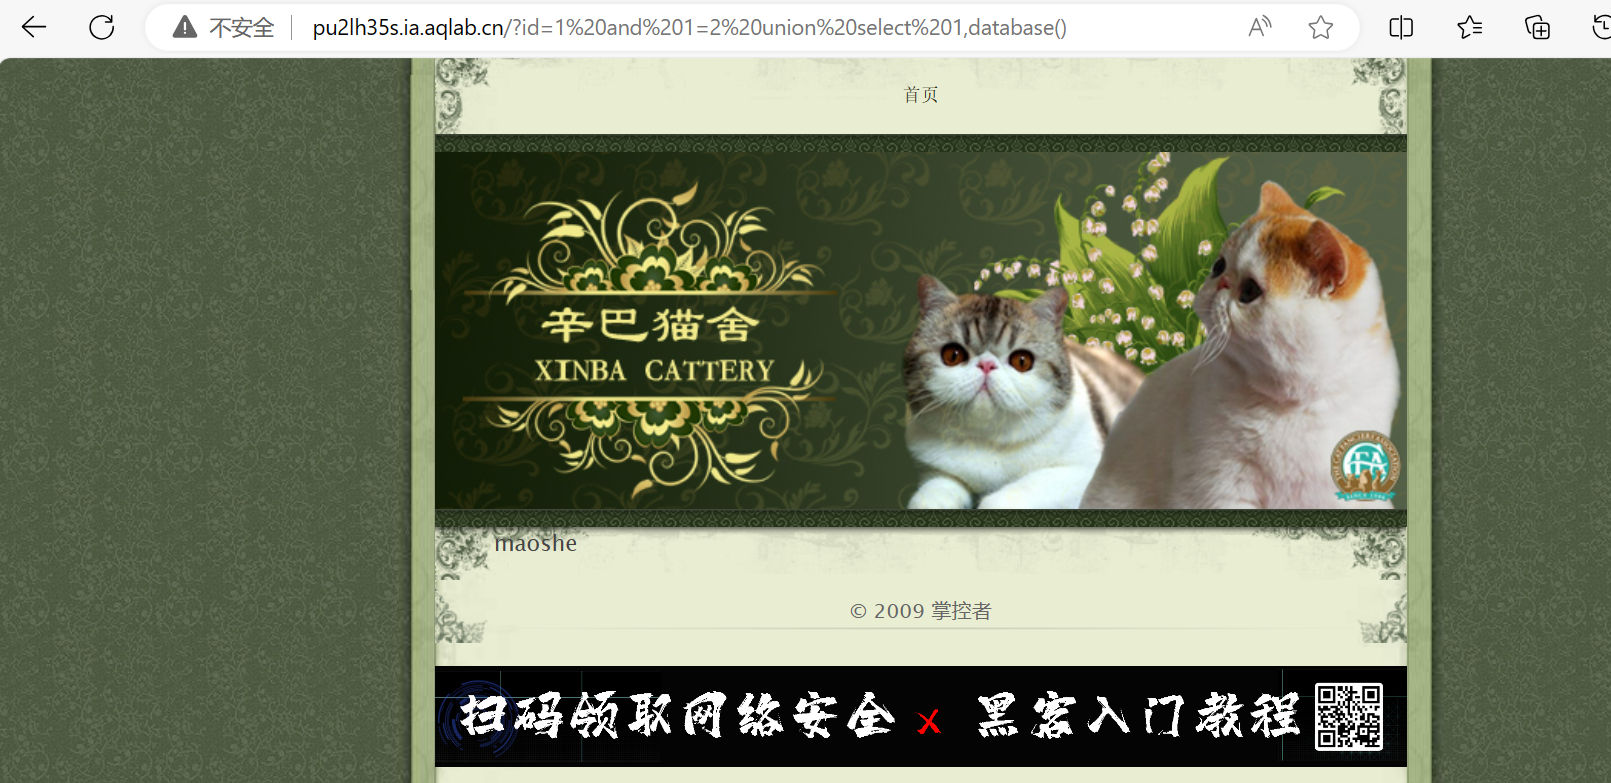 不安全 pu2lh35s.ia.aqlab.cn/?id=1%20and%201=2%20union%20select%201,database()
首页
辛巴猫舍
XINBA CATTERY
maoshe
© 2009 掌控者
扫码领取网络安全 x 黑客入门教程